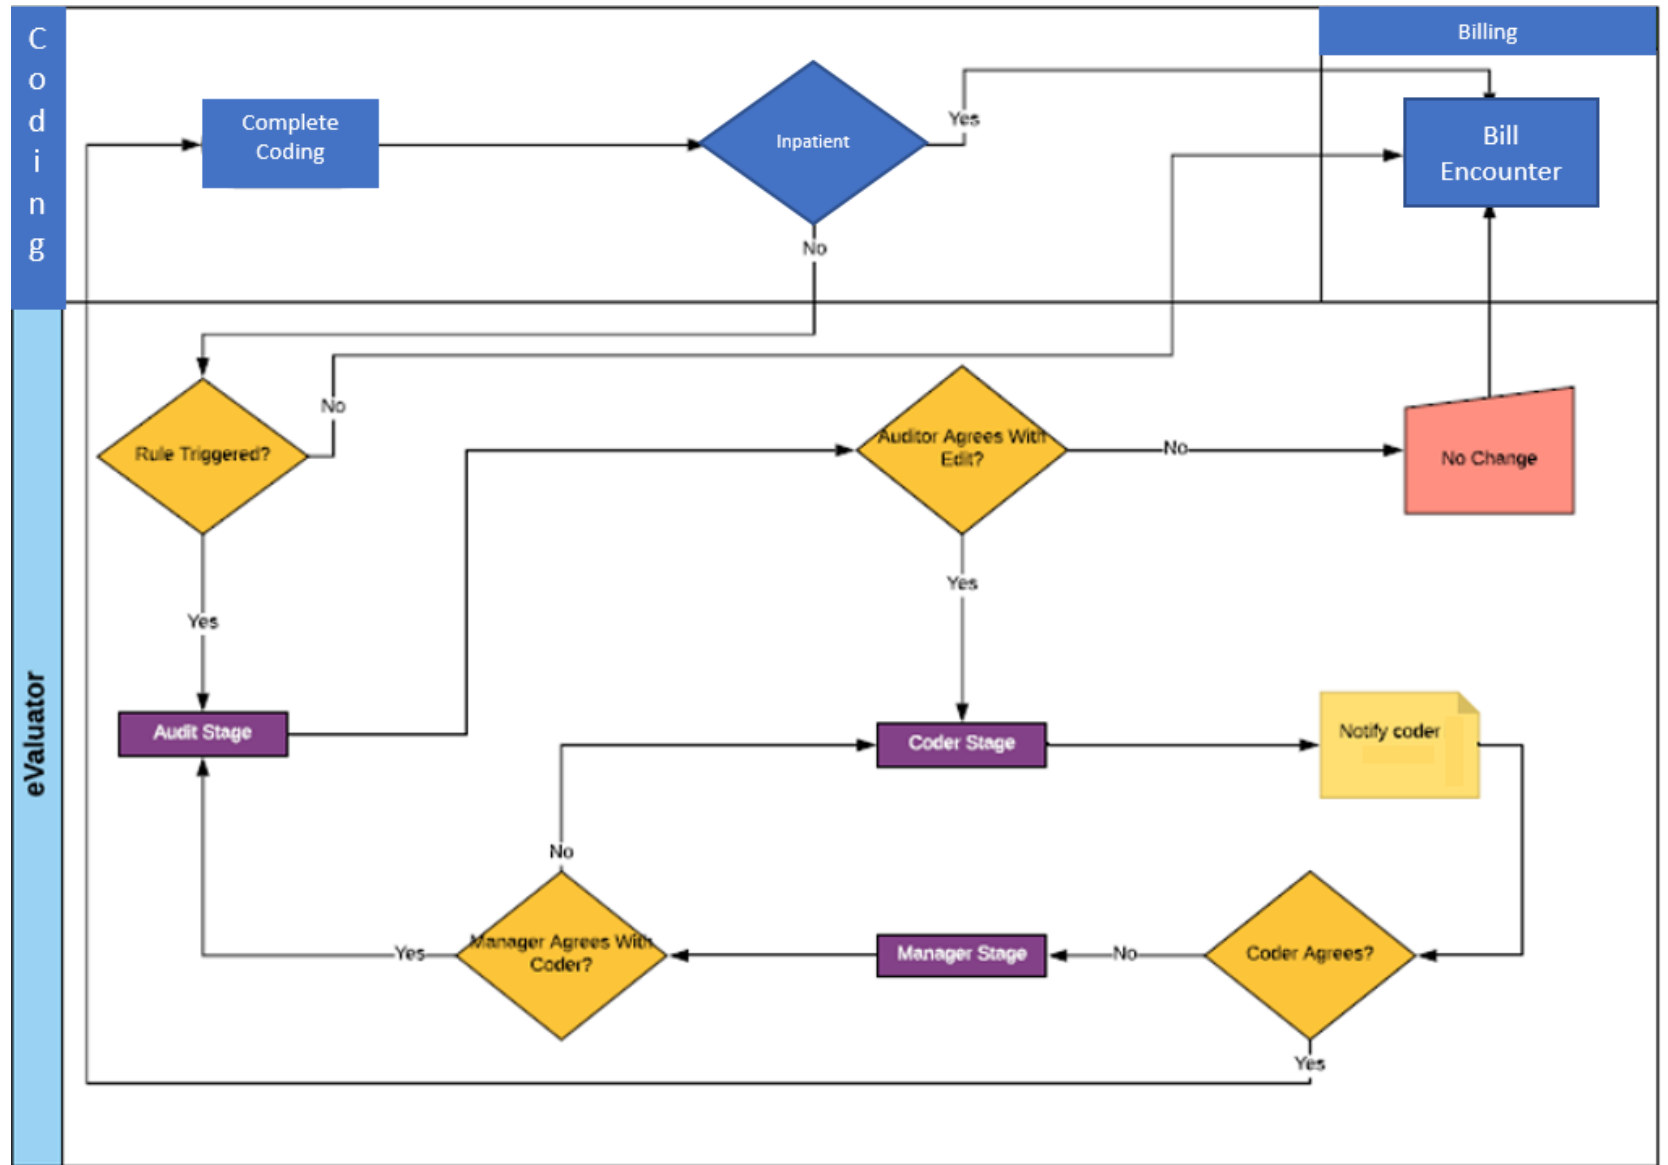 Coding
Billing
Complete
Coding
Inpatient
Yes
Bill
Encounter
No
Rule Triggered?
No
Auditor Agrees With
Edit?
No
No Change
Yes
Yes
eValuator
Audit Stage
Coder Stage
Notify coder
No
Manager Agrees With
Coder?
Yes
Manager Stage
No
Coder Agrees?
Yes